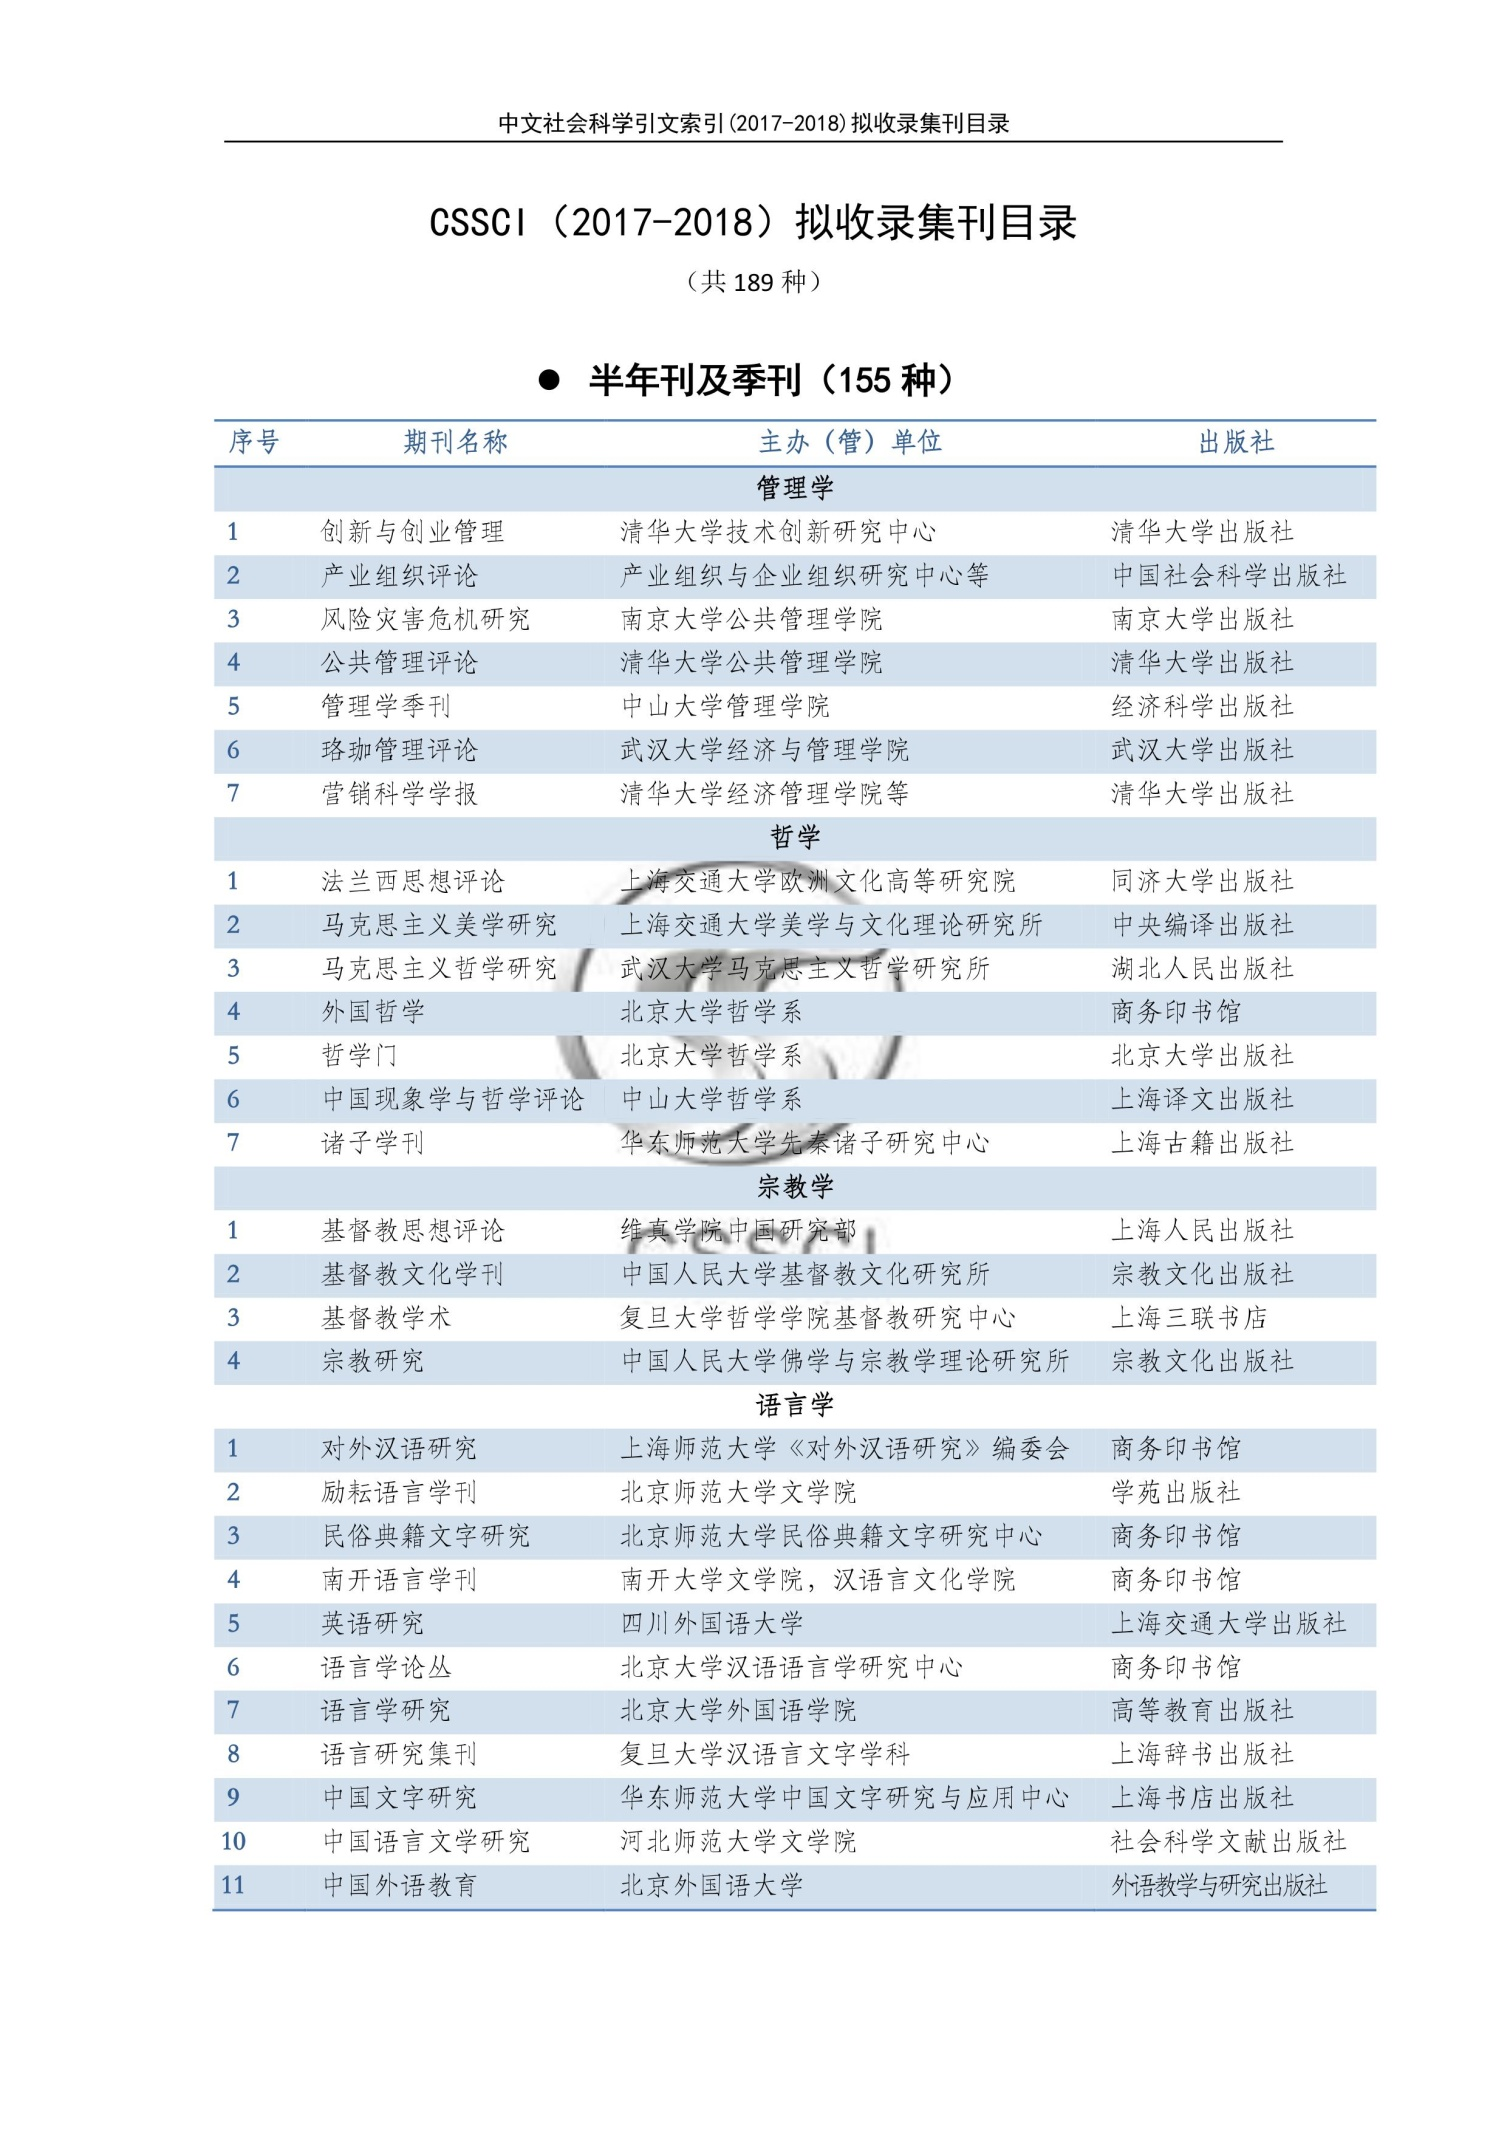 中文社会科学引文索引(2017-2018)拟收录集刊目录
CSSCI（2017-2018）拟收录集刊目录
（共 189 种）
● 半年刊及季刊（155 种）
序号 期刊名称 主办（管）单位 出版社
管理学
1 创新与创业管理 清华大学技术创新研究中心 清华大学出版社
2 产业组织评论 产业组织与企业组织研究中心等 中国社会科学出版社
3 风险灾害危机研究 南京大学公共管理学院 南京大学出版社
4 公共管理评论 清华大学公共管理学院 清华大学出版社
5 管理学季刊 中山大学管理学院 经济科学出版社
6 珞珈管理评论 武汉大学经济与管理学院 武汉大学出版社
7 营销科学学报 清华大学经济管理学院等 清华大学出版社
哲学
1 法兰西思想评论 上海交通大学欧洲文化高等研究院 同济大学出版社
2 马克思主义美学研究 上海交通大学美学与文化理论研究所 中央编译出版社
3 马克思主义哲学研究 武汉大学马克思主义哲学研究所 湖北人民出版社
4 外国哲学 北京大学哲学系 商务印书馆
5 哲学门 北京大学哲学系 北京大学出版社
6 中国现象学与哲学评论 中山大学哲学系 上海译文出版社
7 诸子学刊 华东师范大学先秦诸子研究中心 上海古籍出版社
宗教学
1 基督教思想评论 维真学院中国研究部 上海人民出版社
2 基督教文化学刊 中国人民大学基督教文化研究所 宗教文化出版社
3 基督教学术 复旦大学哲学学院基督教研究中心 上海三联书店
4 宗教研究 中国人民大学佛学与宗教学理论研究所 宗教文化出版社
语言学
1 对外汉语研究 上海师范大学《对外汉语研究》编委会 商务印书馆
2 励耘语言学刊 北京师范大学文学院 学苑出版社
3 民俗典籍文字研究 北京师范大学民俗典籍文字研究中心 商务印书馆
4 南开语言学刊 南开大学文学院，汉语言文化学院 商务印书馆
5 英语研究 四川外国语大学 上海交通大学出版社
6 语言学论丛 北京大学汉语语言学研究中心 商务印书馆
7 语言学研究 北京大学外国语学院 高等教育出版社
8 语言研究集刊 复旦大学汉语言文字学科 上海辞书出版社
9 中国文字研究 华东师范大学中国文字研究与应用中心 上海书店出版社
10 中国语言文学研究 河北师范大学文学院 社会科学文献出版社
11 中国外语教育 北京外国语大学 外语教学与研究出版社